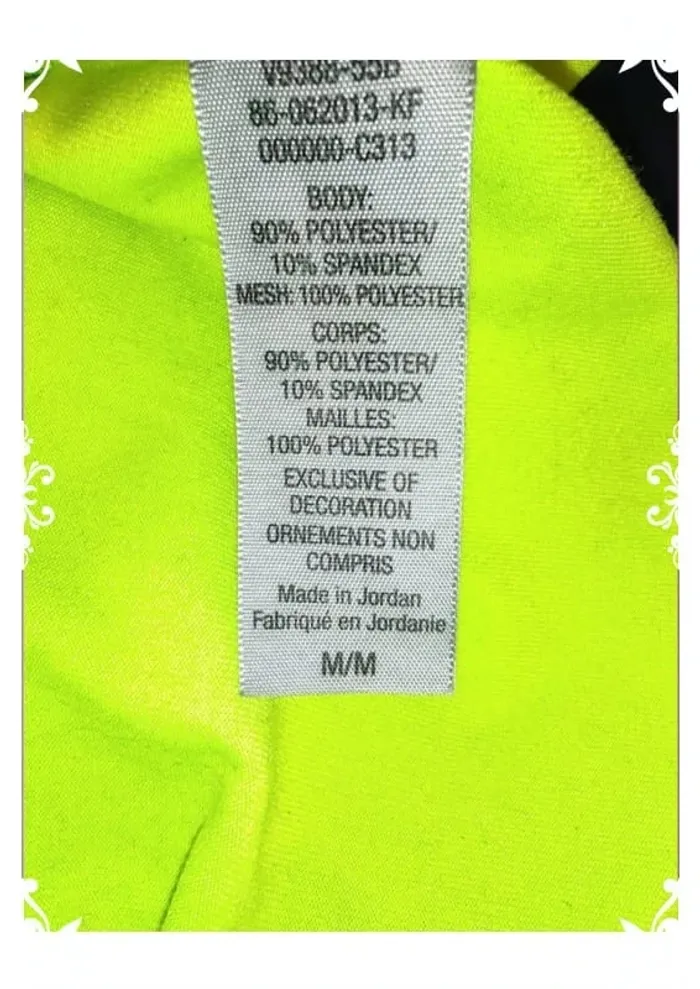 88-062013-KF
000000-C313
BODY:
90% POLYESTER/
10% SPANDEX
MESH: 100% POLYESTER
CORPS:
90% POLYESTER/
10% SPANDEX
MAILLES:
100% POLYESTER
EXCLUSIVE OF
DECORATION
ORNEMENTS NON
COMPRIS
Made in Jordan
Fabriqué en Jordanie
M/M